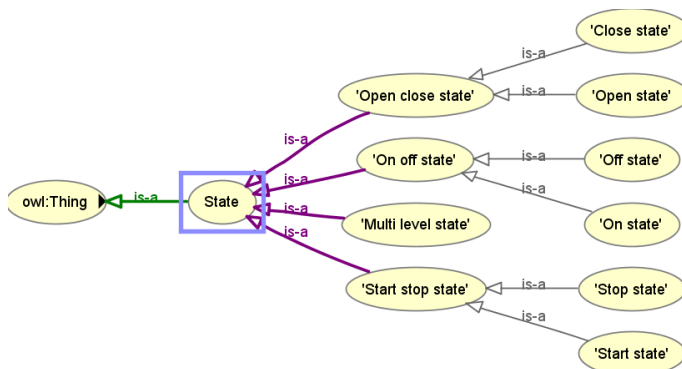 'Close state'
is-a
'Open close state'
is-a
'Open state'
is-a
'On off state'
is-a
'Off state'
is-a
owl:Thing
is-a
State
is-a
'Multi level state'
is-a
'On state'
is-a
'Start stop state'
is-a
'Stop state'
is-a
'Start state'